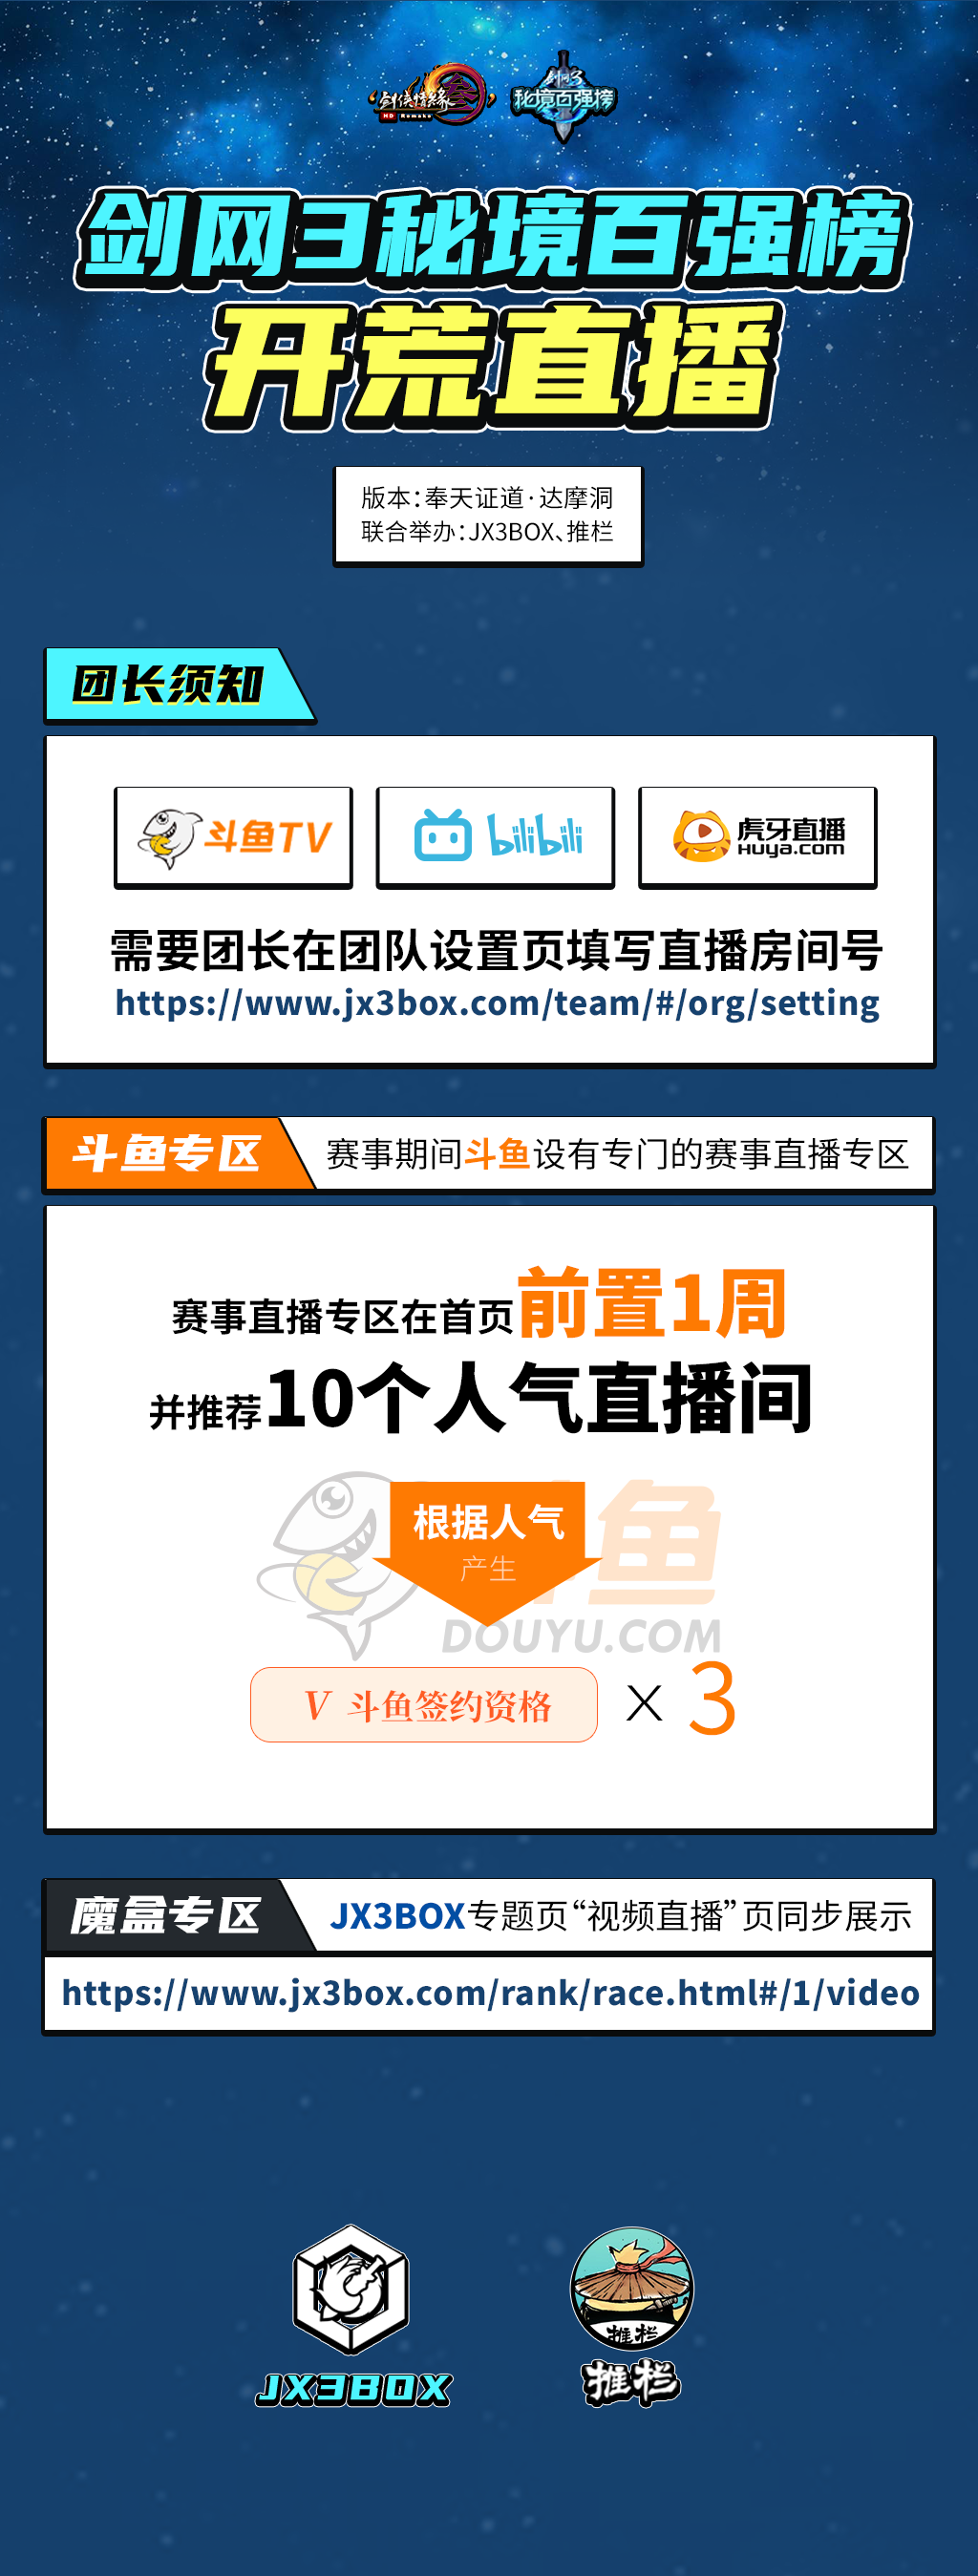 剑侠情缘叁
HD Remake
剑网3
秘境百强榜
剑网3秘境百强榜
开荒直播
版本：奉天证道·达摩洞
联合举办：JX3BOX、推栏
团长须知
斗鱼TV
bilibili
虎牙直播
HUYA.COM
需要团长在团队设置页填写直播房间号
https://www.jx3box.com/team/#/org/setting
斗鱼专区
赛事期间斗鱼设有专门的赛事直播专区
赛事直播专区在首页前置1周
并推荐10个人气直播间
根据人气
产生
鱼
DOUYU.COM
V 斗鱼签约资格 × 3
魔盒专区
JX3BOX专题页“视频直播”页同步展示
https://www.jx3box.com/rank/race.html#/1/video
推栏
JX3BOX
推栏